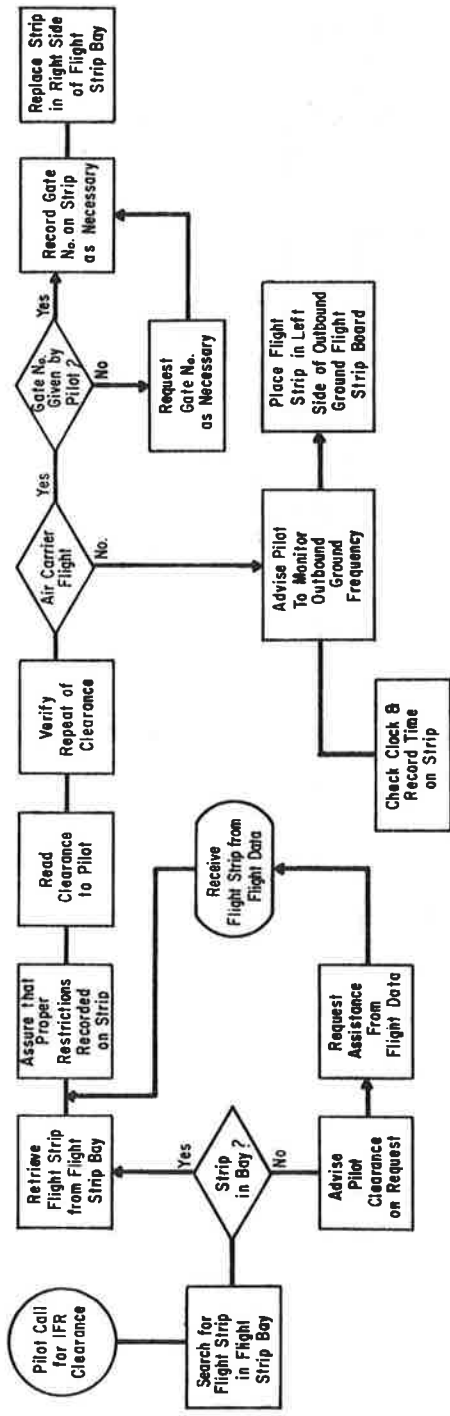 Pilot Call
for IFR
Clearance
Search for
Flight Strip
in Flight
Strip Bay
Strip
in Bay ?
Yes
No
Retrieve
Flight Strip
from Flight
Strip Bay
Advise
Pilot
Clearance
on Request
Request
Assistance
From
Flight Data
Receive
Flight Strip from
Flight Data
Assure that
Proper
Restrictions
Recorded
on Strip
Read
Clearance
to Pilot
Verify
Repeat of
Clearance
Air Carrier
Flight
Yes
No.
Gate No.
Given by
Pilot ?
Yes
No
Request
Gate No.
as Necessary
Record Gate
No. on Strip
as Necessary
Replace Strip
in Right Side
of Flight
Strip Bay
Check Clock &
Record Time
on Strip
Advise Pilot
To Monitor
Outbound
Ground
Frequency
Place Flight
Strip in Left
Side of Outbound
Ground Flight
Strip Board